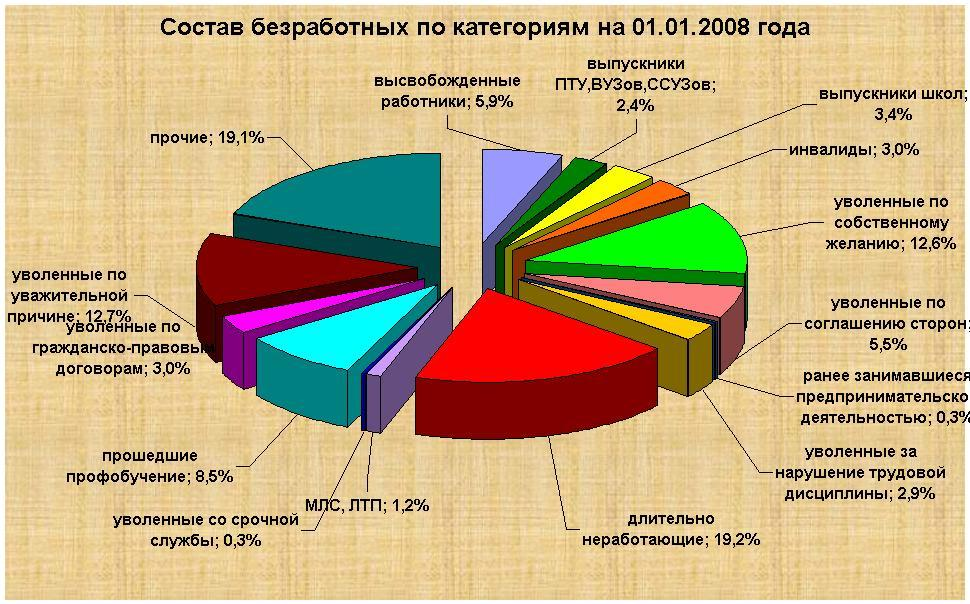 Состав безработных по категориям на 01.01.2008 года
высвобожденные
работники; 5,9%
выпускники
ПТУ,ВУЗов,ССУЗов;
2,4%
выпускники школ;
3,4%
инвалиды; 3,0%
уволенные по
собственному
желанию; 12,6%
уволенные по
соглашению сторон;
5,5%
ранее занимавшиеся
предпринимательско
деятельностью; 0,3%
уволенные за
нарушение трудовой
дисциплины; 2,9%
длительно
неработающие; 19,2%
МЛС, ЛТП; 1,2%
уволенные со срочной
службы; 0,3%
прошедшие
профобучение; 8,5%
уволенные по
гражданско-правовым
договорам; 3,0%
уволенные по
уважительной
причине; 12,7%
прочие; 19,1%